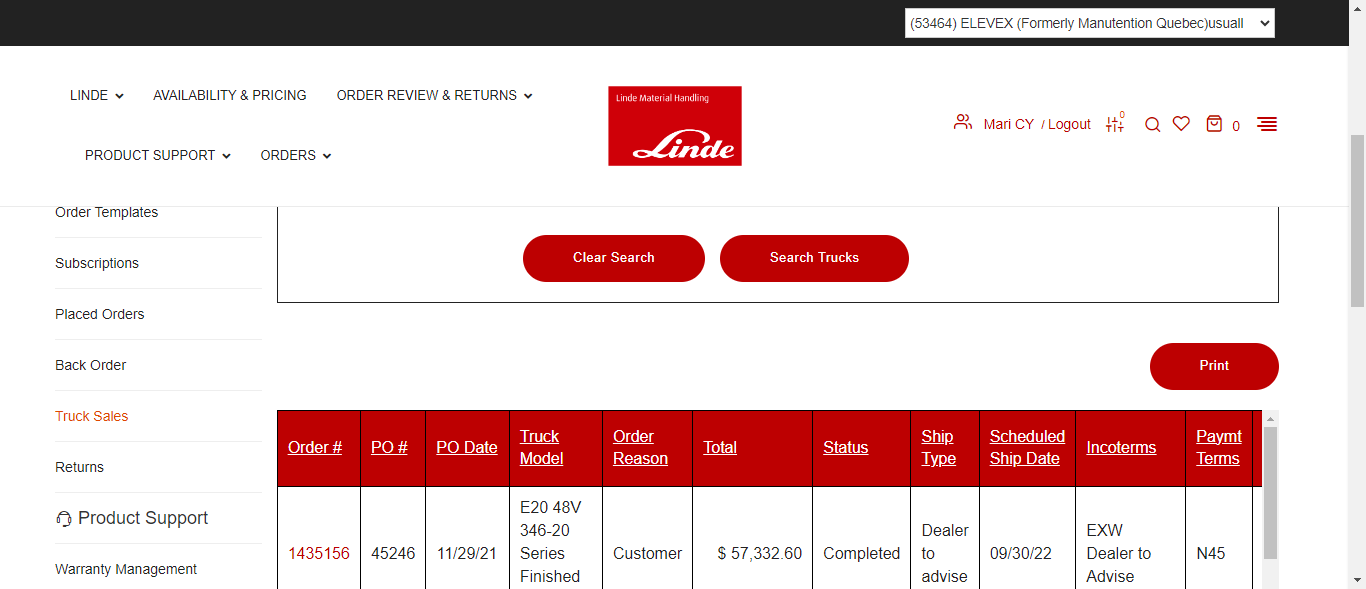 (53464) ELEVEX (Formerly Manutention Quebec)usuall
LINDE
AVAILABILITY & PRICING
ORDER REVIEW & RETURNS
PRODUCT SUPPORT
ORDERS
Linde Material Handling
Linde
Mari CY / Logout
0
0
Order Templates
Subscriptions
Placed Orders
Back Order
Truck Sales
Returns
Product Support
Warranty Management
Clear Search
Search Trucks
Print
Order #
PO #
PO Date
Truck
Model
Order
Reason
Total
Status
Ship
Type
Scheduled
Ship Date
Incoterms
Paymt
Terms
1435156
45246
11/29/21
E20 48V
346-20
Series
Finished
Customer
$ 57,332.60
Completed
Dealer
to
advise
09/30/22
EXW
Dealer to
Advise
N45